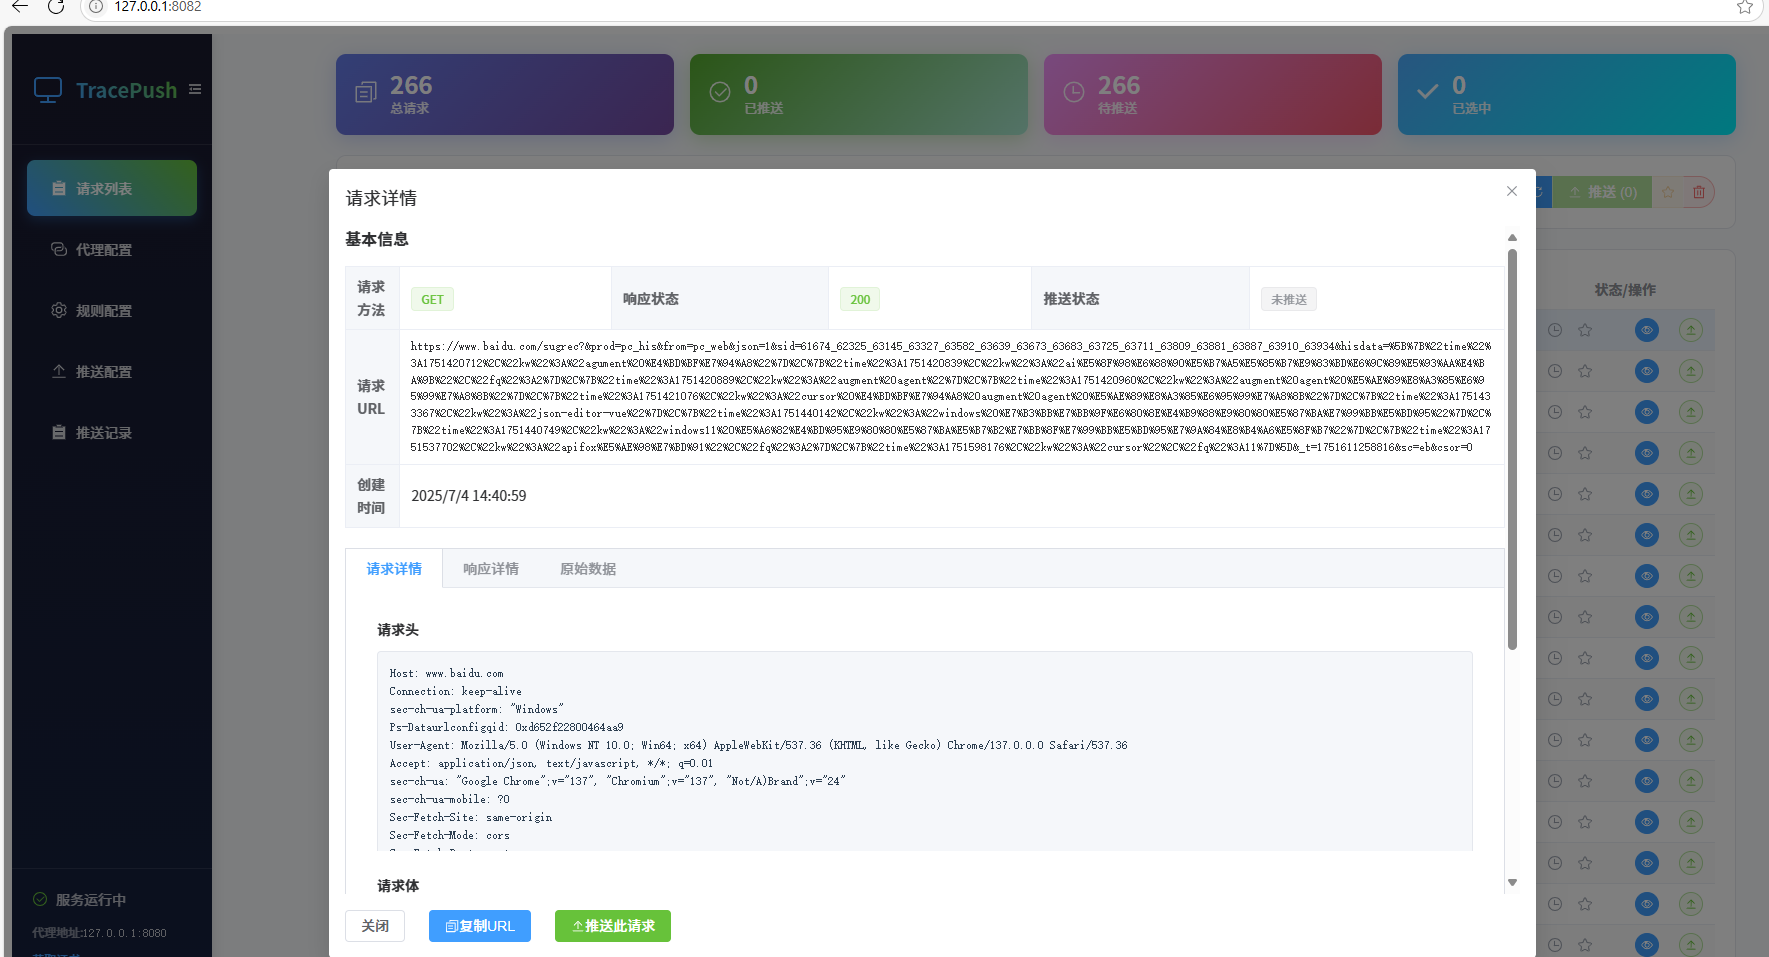 127.0.0.1:8082
TracePush
请求列表
代理配置
规则配置
推送配置
推送记录
服务运行中
代理地址:127.0.0.1:8080
266
总请求
0
已推送
266
待推送
0
已选中
推送 (0)
状态/操作
请求详情
基本信息
请求方法
GET
响应状态
200
推送状态
未推送
请求URL
https://www.baidu.com/sugrec?&prod=pc_his&from=pc_web&json=1&sid=61674_62325_63145_63327_63582_63639_63673_63683_63725_63711_63809_63881_63887_63910_63934&hisdata=%5B%7B%22time%22%
3A1751420712%2C%22kw%22%3A%22agument%20%E4%BD%BF%E7%94%A8%22%7D%2C%7B%22time%22%3A1751420839%2C%22kw%22%3A%22ai%E5%8F%98%E6%88%90%E5%B7%A5%E5%85%B7%E9%83%BD%E6%9C%89%E5%93%AA%E4%B
A%9B%22%2C%22fq%22%3A2%7D%2C%7B%22time%22%3A1751420889%2C%22kw%22%3A%22augment%20agent%22%7D%2C%7B%22time%22%3A1751420960%2C%22kw%22%3A%22augment%20agent%20%E5%AE%89%E8%A3%85%E6%9
5%99%E7%A8%8B%22%7D%2C%7B%22time%22%3A1751421076%2C%22kw%22%3A%22cursor%20%E4%BD%BF%E7%94%A8%20augment%20agent%20%E5%AE%89%E8%A3%85%E6%95%99%E7%A8%8B%22%7D%2C%7B%22time%22%3A175143
3367%2C%22kw%22%3A%22json-editor-vue%22%7D%2C%7B%22time%22%3A1751440142%2C%22kw%22%3A%22windows%20%E7%B3%BB%E7%BB%9F%E6%80%8E%E4%B9%88%E9%80%80%E5%87%BA%E7%99%BB%E5%BD%95%22%7D%2C%
7B%22time%22%3A1751440749%2C%22kw%22%3A%22windows11%20%E5%A6%82%E4%BD%95%E9%80%80%E5%87%BA%E5%B7%B2%E7%BB%8F%E7%99%BB%E5%BD%95%E7%9A%84%E8%B4%A6%E5%8F%B7%22%7D%2C%7B%22time%22%3A17
51537702%2C%22kw%22%3A%22apifox%E5%AE%98%E7%BD%91%22%2C%22fq%22%3A2%7D%2C%7B%22time%22%3A1751598176%2C%22kw%22%3A%22cursor%22%2C%22fq%22%3A11%7D%5D&_t=1751611258816&sc=eb&csor=0
创建时间
2025/7/4 14:40:59
请求详情
响应详情
原始数据
请求头
Host: www.baidu.com
Connection: keep-alive
sec-ch-ua-platform: "Windows"
Ps-Dataurlconfigqid: 0xd652f22800464aa9
User-Agent: Mozilla/5.0 (Windows NT 10.0; Win64; x64) AppleWebKit/537.36 (KHTML, like Gecko) Chrome/137.0.0.0 Safari/537.36
Accept: application/json, text/javascript, */*; q=0.01
sec-ch-ua: "Google Chrome";v="137", "Chromium";v="137", "Not/A)Brand";v="24"
sec-ch-ua-mobile: ?0
Sec-Fetch-Site: same-origin
Sec-Fetch-Mode: cors
请求体
关闭
复制URL
推送此请求